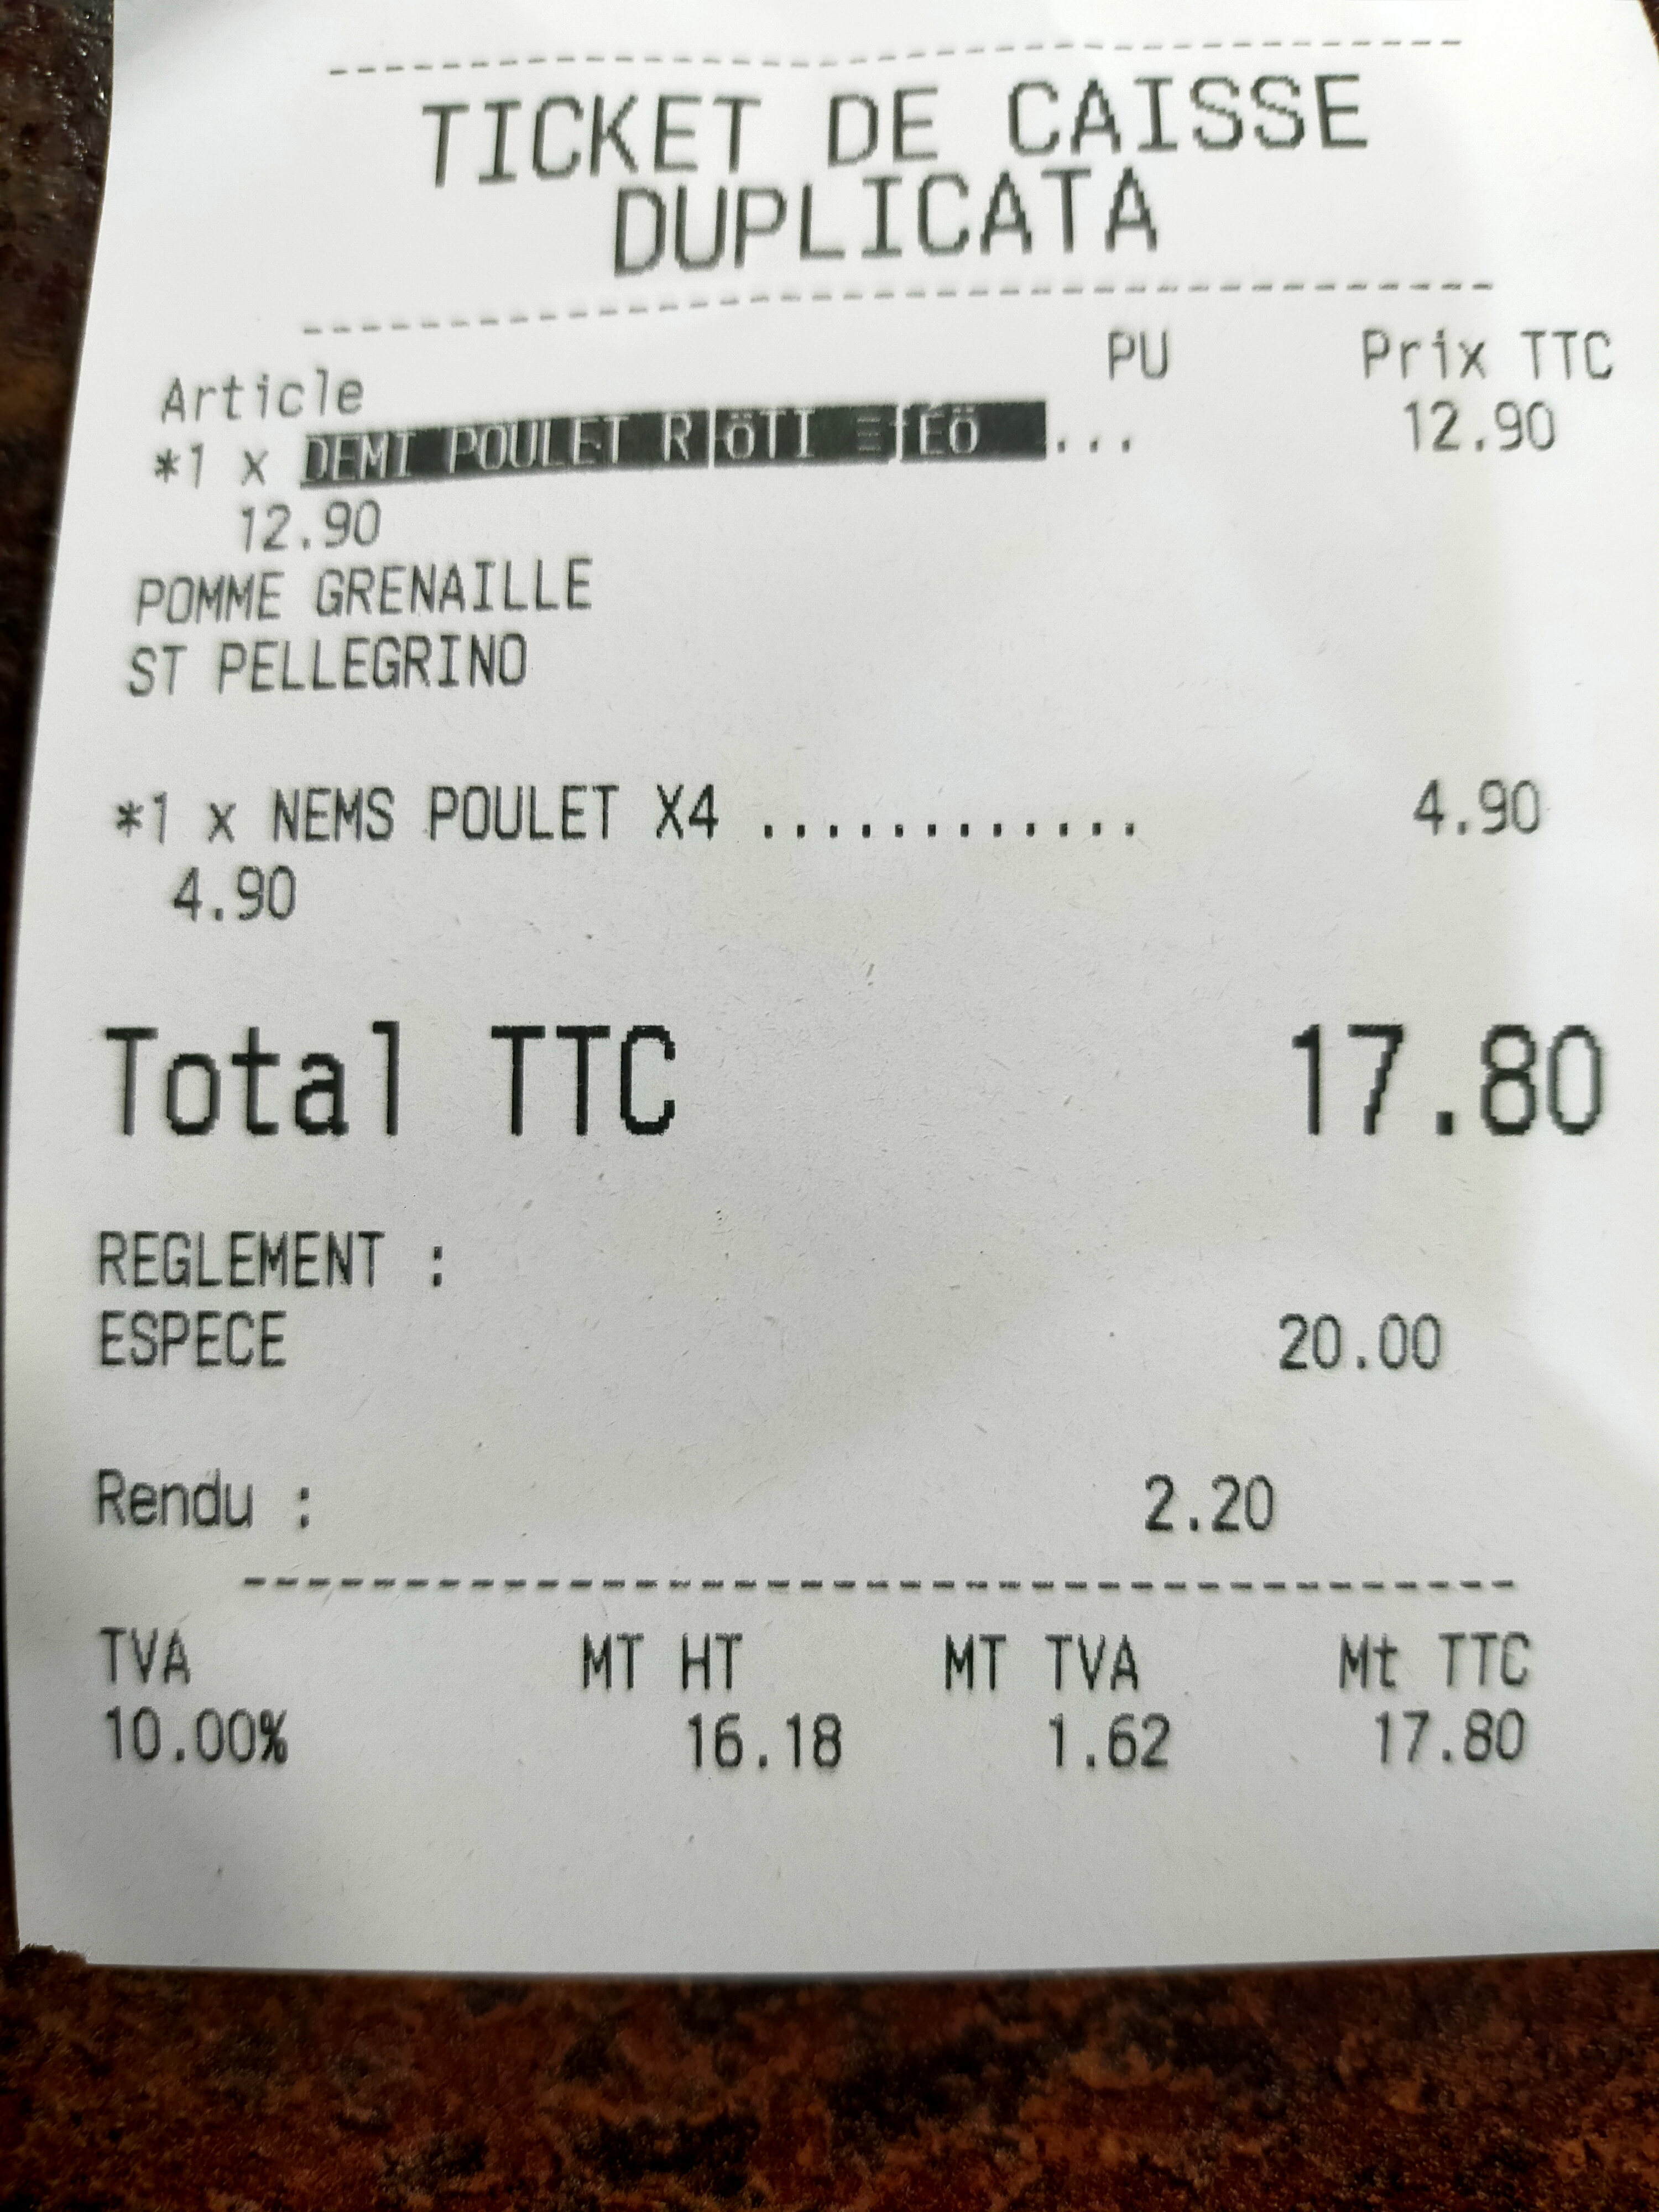 TICKET DE CAISSE
DUPLICATA
Article PU Prix TTC
*1 x DEMI POULET R├öTI ≡ƒÉö ... 12.90
12.90
POMME GRENAILLE
ST PELLEGRINO
*1 x NEMS POULET X4 ............ 4.90
4.90
Total TTC 17.80
REGLEMENT :
ESPECE 20.00
Rendu : 2.20
TVA MT HT MT TVA Mt TTC
10.00% 16.18 1.62 17.80